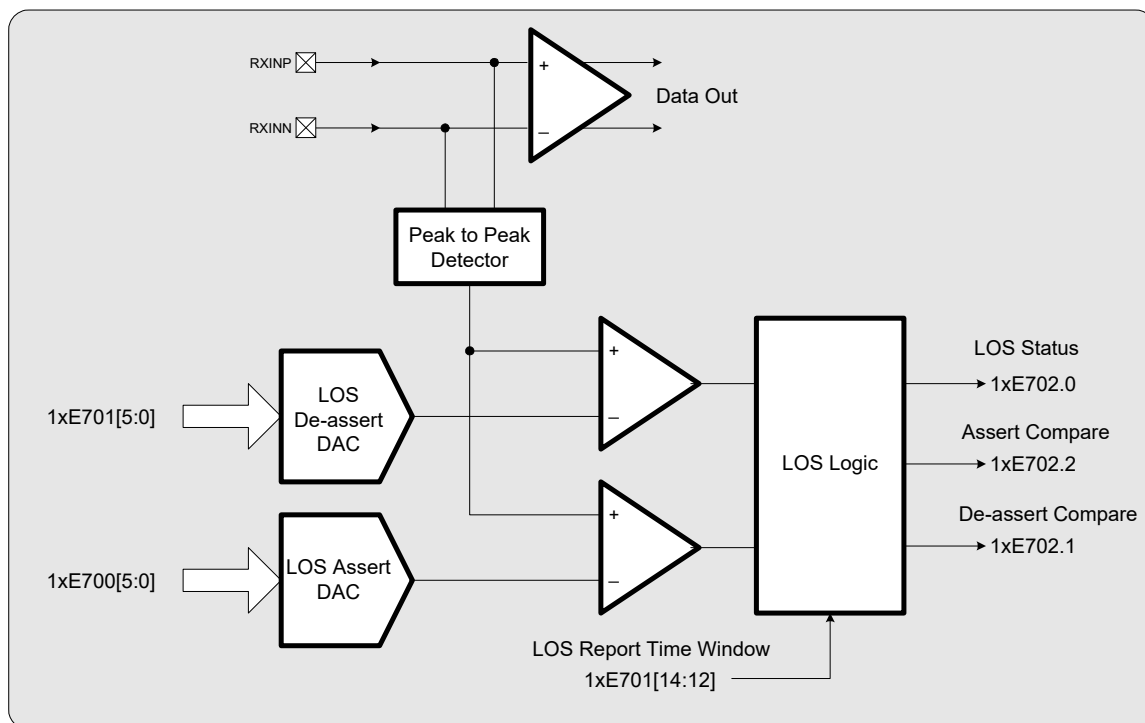 RXINP
+
Data Out
RXINN
–
Peak to Peak
Detector
LOS
De-assert
DAC
1xE701[5:0]
+
–
LOS Status
1xE702.0
Assert Compare
1xE702.2
LOS Logic
De-assert Compare
1xE702.1
LOS Assert
DAC
1xE700[5:0]
+
–
LOS Report Time Window
1xE701[14:12]